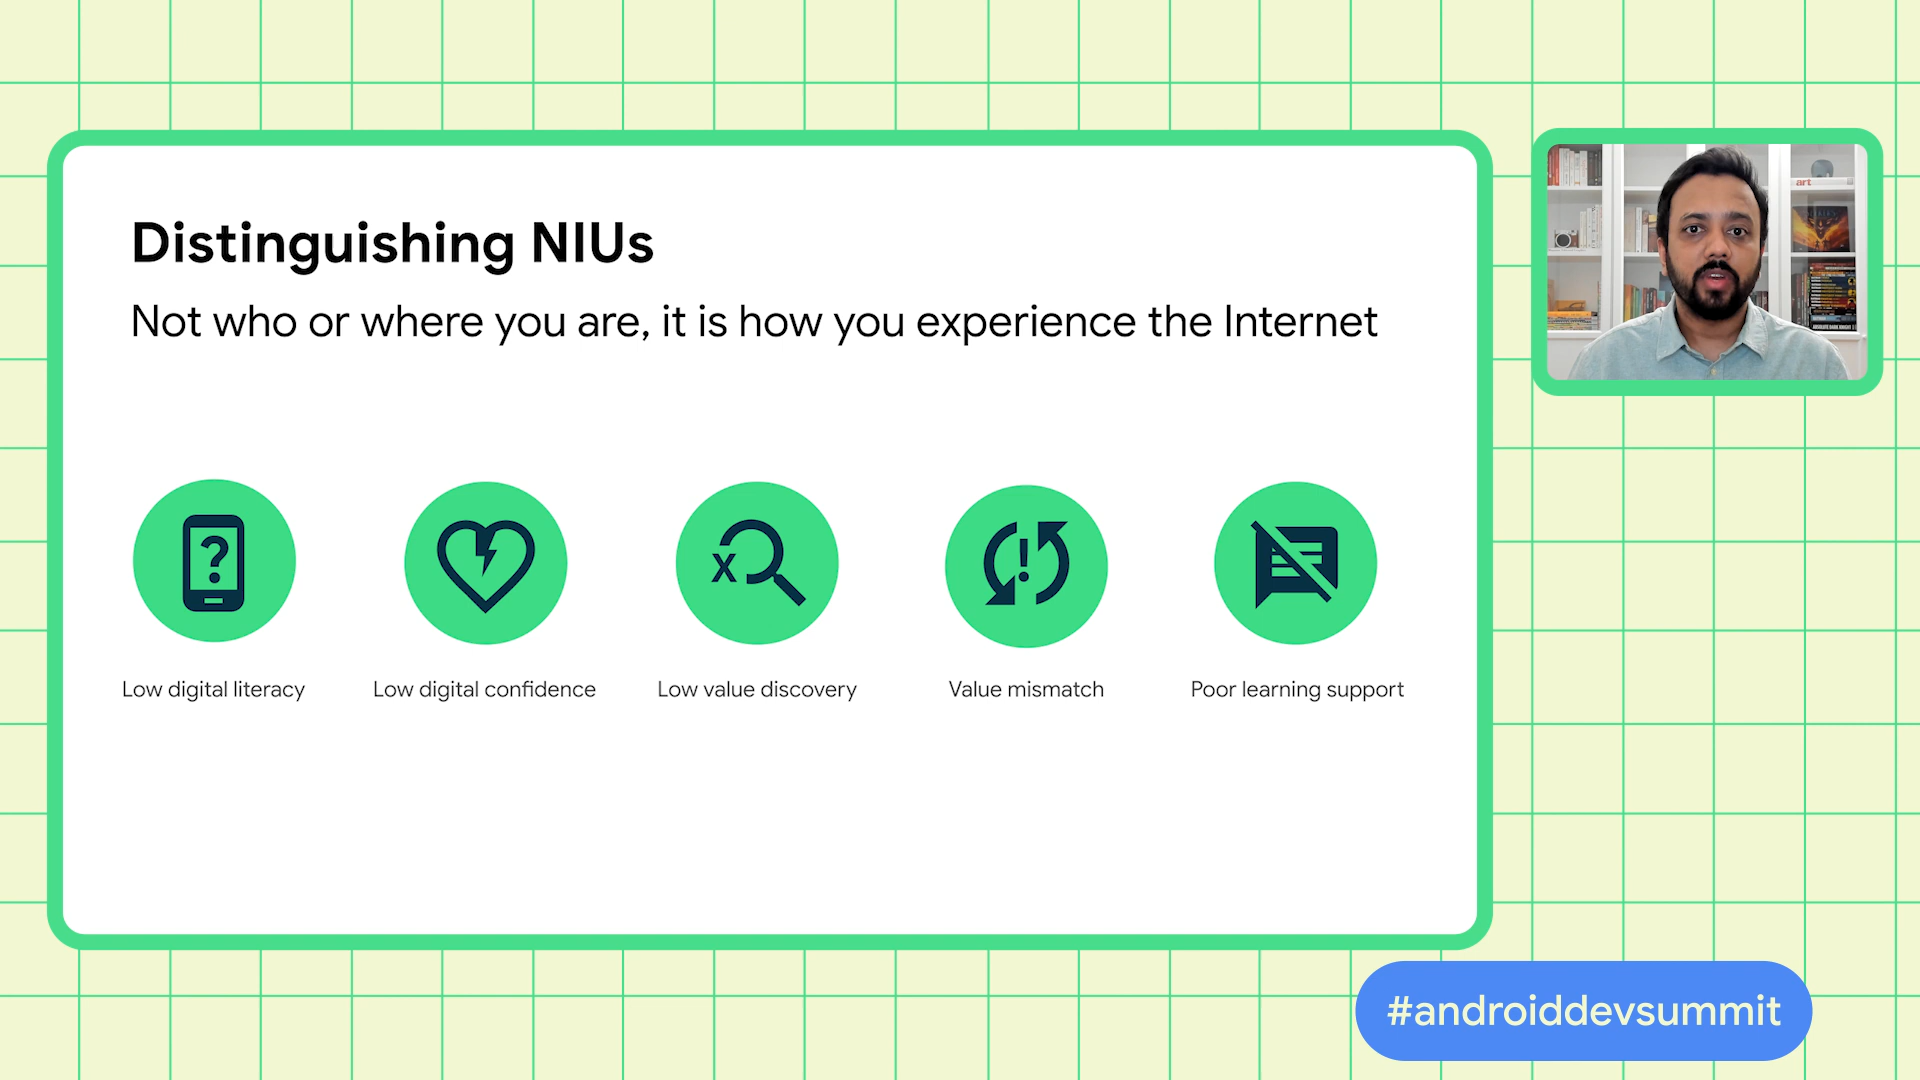 Distinguishing NIUs
Not who or where you are, it is how you experience the Internet
?
x
!
Low digital literacy
Low digital confidence
Low value discovery
Value mismatch
Poor learning support
art
#androiddevsummit